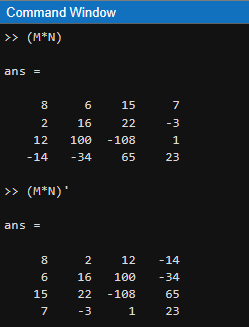 Command Window
>> (M*N)
ans =
8 6 15 7
2 16 22 -3
12 100 -108 1
-14 -34 65 23
>> (M*N)'
ans =
8 2 12 -14
6 16 100 -34
15 22 -108 65
7 -3 1 23